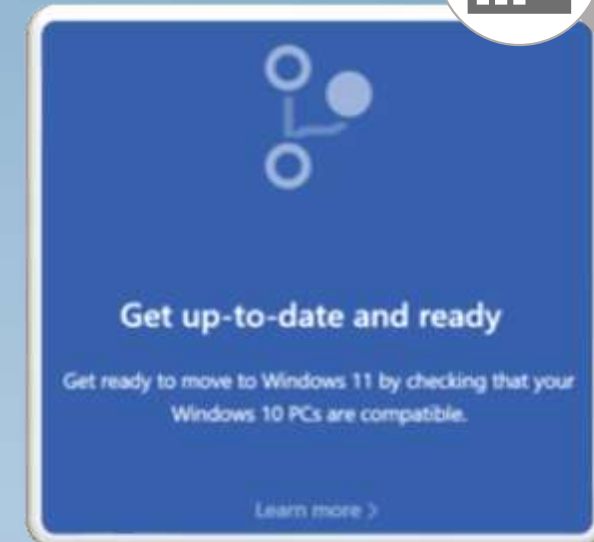 Get up-to-date and ready
Get ready to move to Windows 11 by checking that your
Windows 10 PCs are compatible.
Learn more >